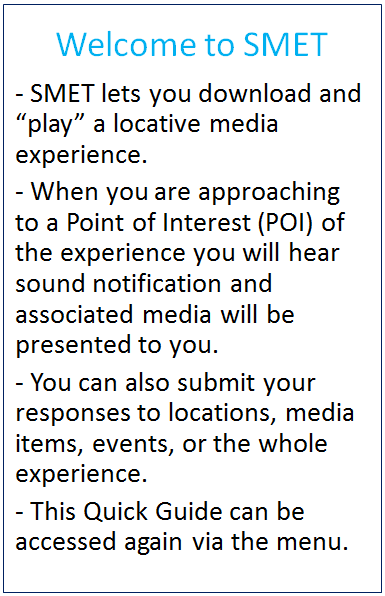 Welcome to SMET
- SMET lets you download and
“play” a locative media
experience.
- When you are approaching
to a Point of Interest (POI) of
the experience you will hear
sound notification and
associated media will be
presented to you.
- You can also submit your
responses to locations, media
items, events, or the whole
experience.
- This Quick Guide can be
accessed again via the menu.